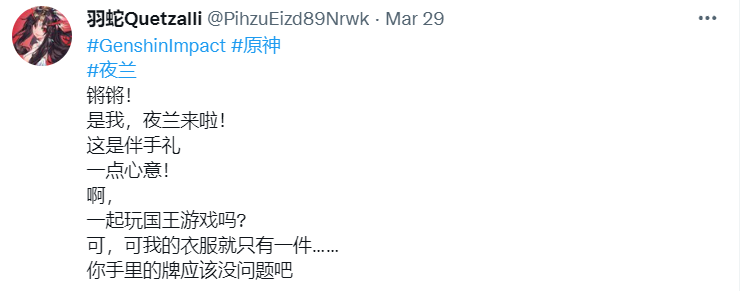 羽蛇Quetzalli @PihzuEizd89Nrwk · Mar 29
#GenshinImpact #原神
#夜兰
锵锵！
是我，夜兰来啦！
这是伴手礼
一点心意！
啊，
一起玩国王游戏吗？
可，可我的衣服就只有一件……
你手里的牌应该没问题吧